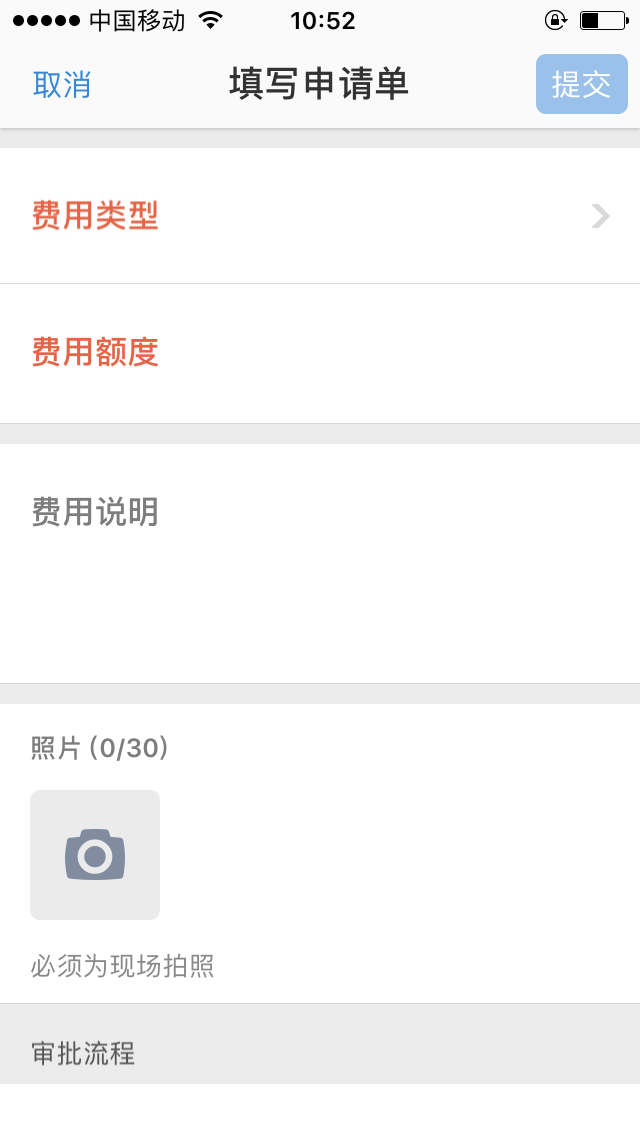 中国移动 10:52
取消 填写申请单 提交
费用类型
费用额度
费用说明
照片 (0/30)
必须为现场拍照
审批流程